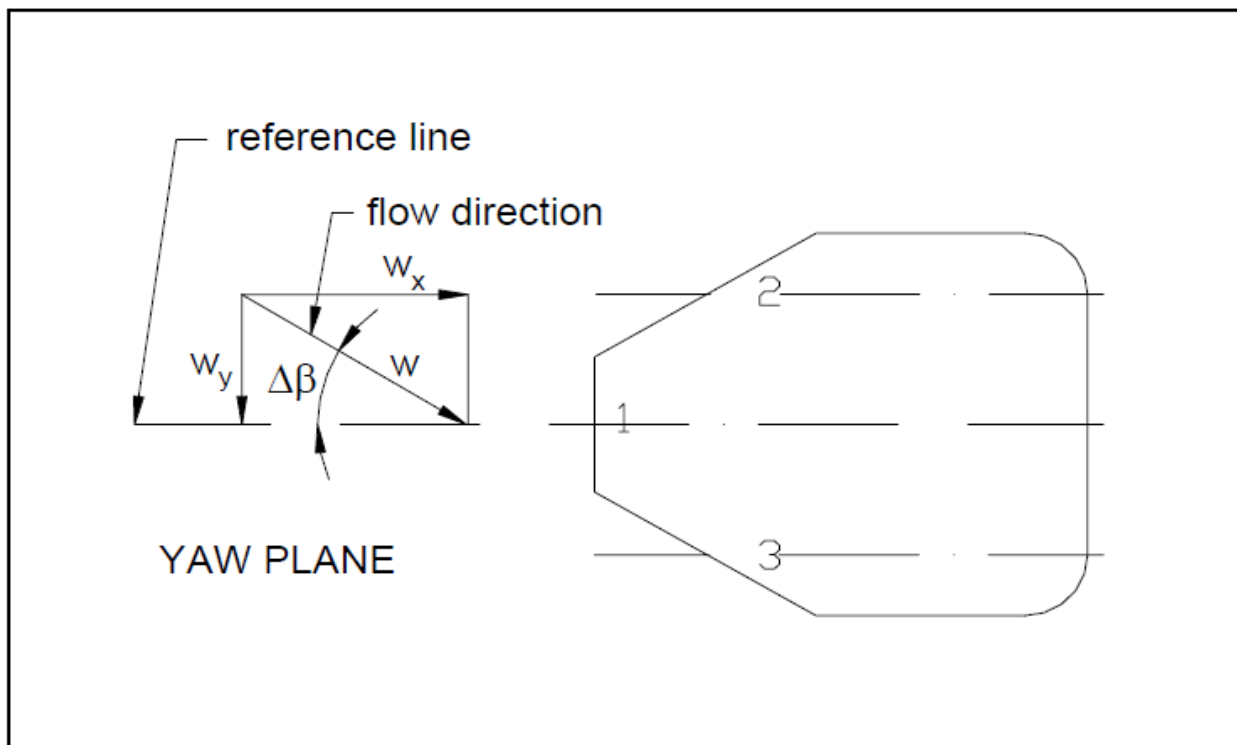 reference line
flow direction
wx
wy
Δβ
w
2
1
3
YAW PLANE